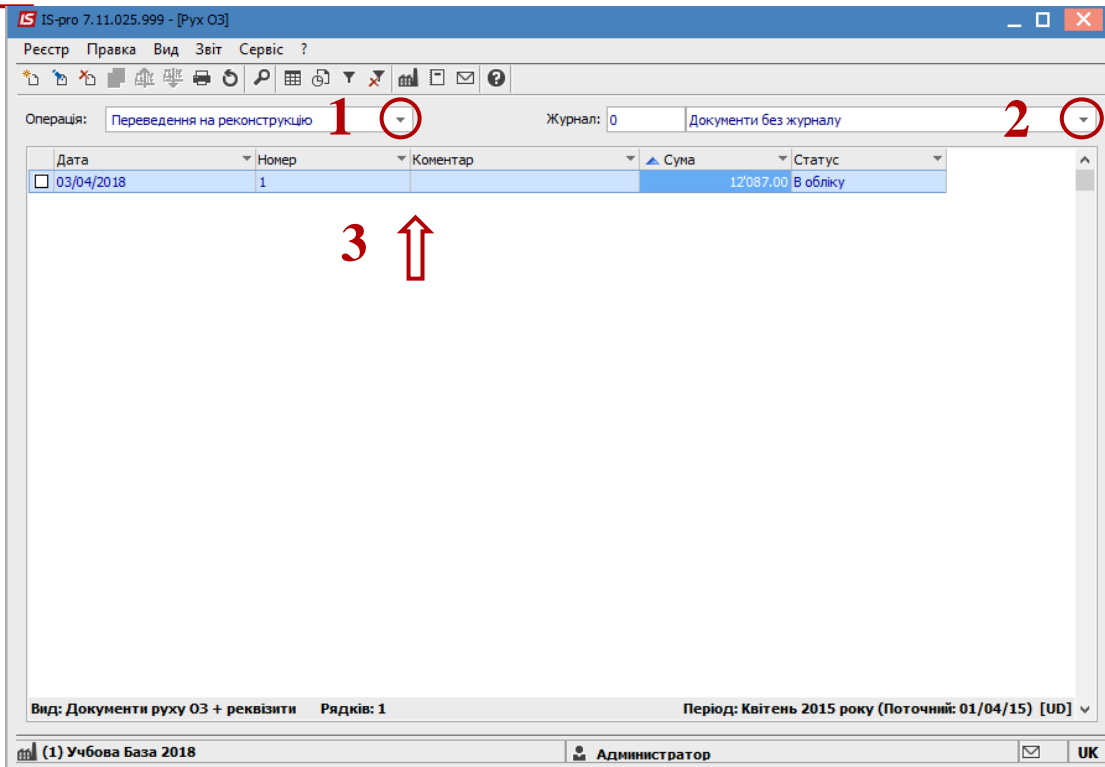 IS-pro 7.11.025.999 - [Рух ОЗ]
Реєстр Правка Вид Звіт Сервіс ?
Операція: Переведення на реконструкцію 1 Журнал: 0 Документи без журналу 2
Дата Номер Коментар Сума Статус
03/04/2018 1 12'087.00 В обліку
3
Вид: Документи руху ОЗ + реквізити Рядків: 1 Період: Квітень 2015 року (Поточний: 01/04/15) [UD]
(1) Учбова База 2018 Администратор UK